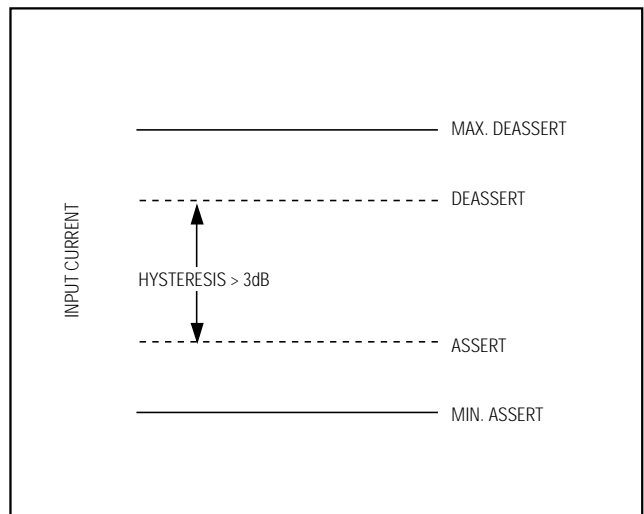 MAX. DEASSERT
DEASSERT
INPUT CURRENT
HYSTERESIS > 3dB
ASSERT
MIN. ASSERT